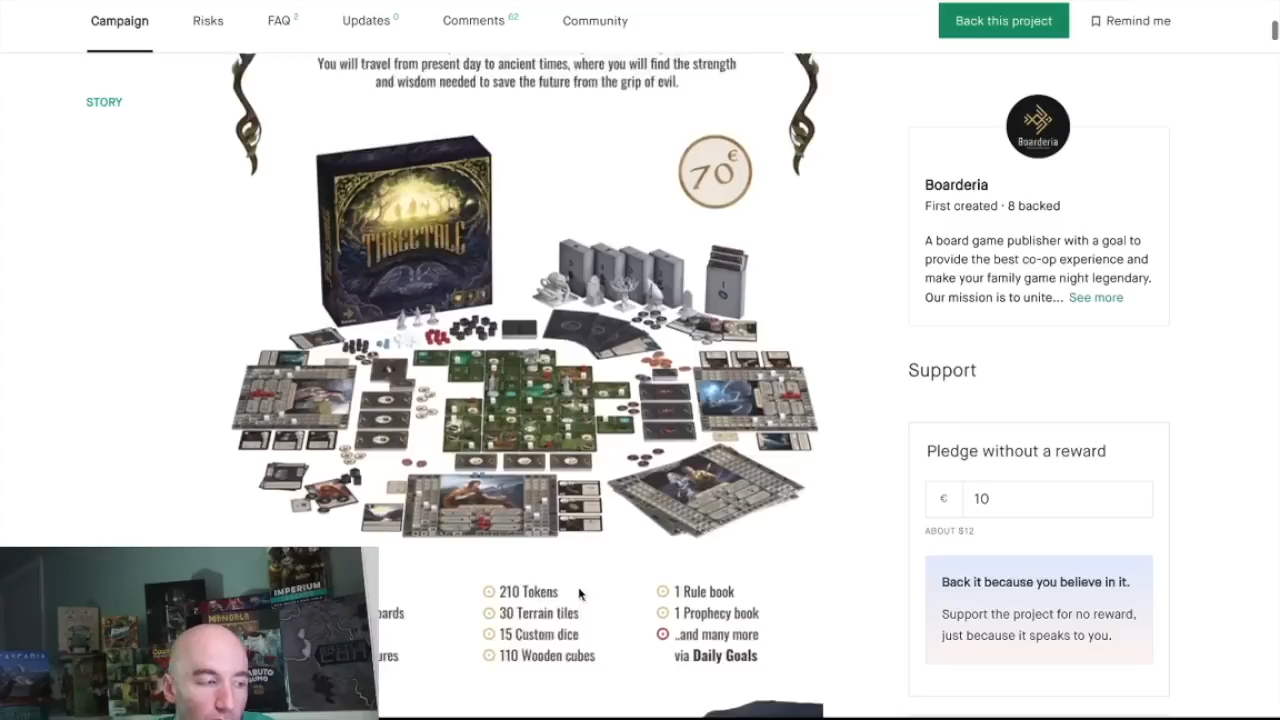 Campaign
Risks
FAQ 2
Updates 0
Comments 62
Community
Back this project
Remind me
You will travel from present day to ancient times, where you will find the strength
and wisdom needed to save the future from the grip of evil.
STORY
70 €
THREETALE
Boarderia
Boarderia
First created · 8 backed
A board game publisher with a goal to
provide the best co-op experience and
make your family game night legendary.
Our mission is to unite... See more
Support
Pledge without a reward
€ 10
ABOUT $12
Back it because you believe in it.
Support the project for no reward,
just because it speaks to you.
210 Tokens
30 Terrain tiles
15 Custom dice
110 Wooden cubes
1 Rule book
1 Prophecy book
..and many more
via Daily Goals
IMPERIUM
CASCADIA